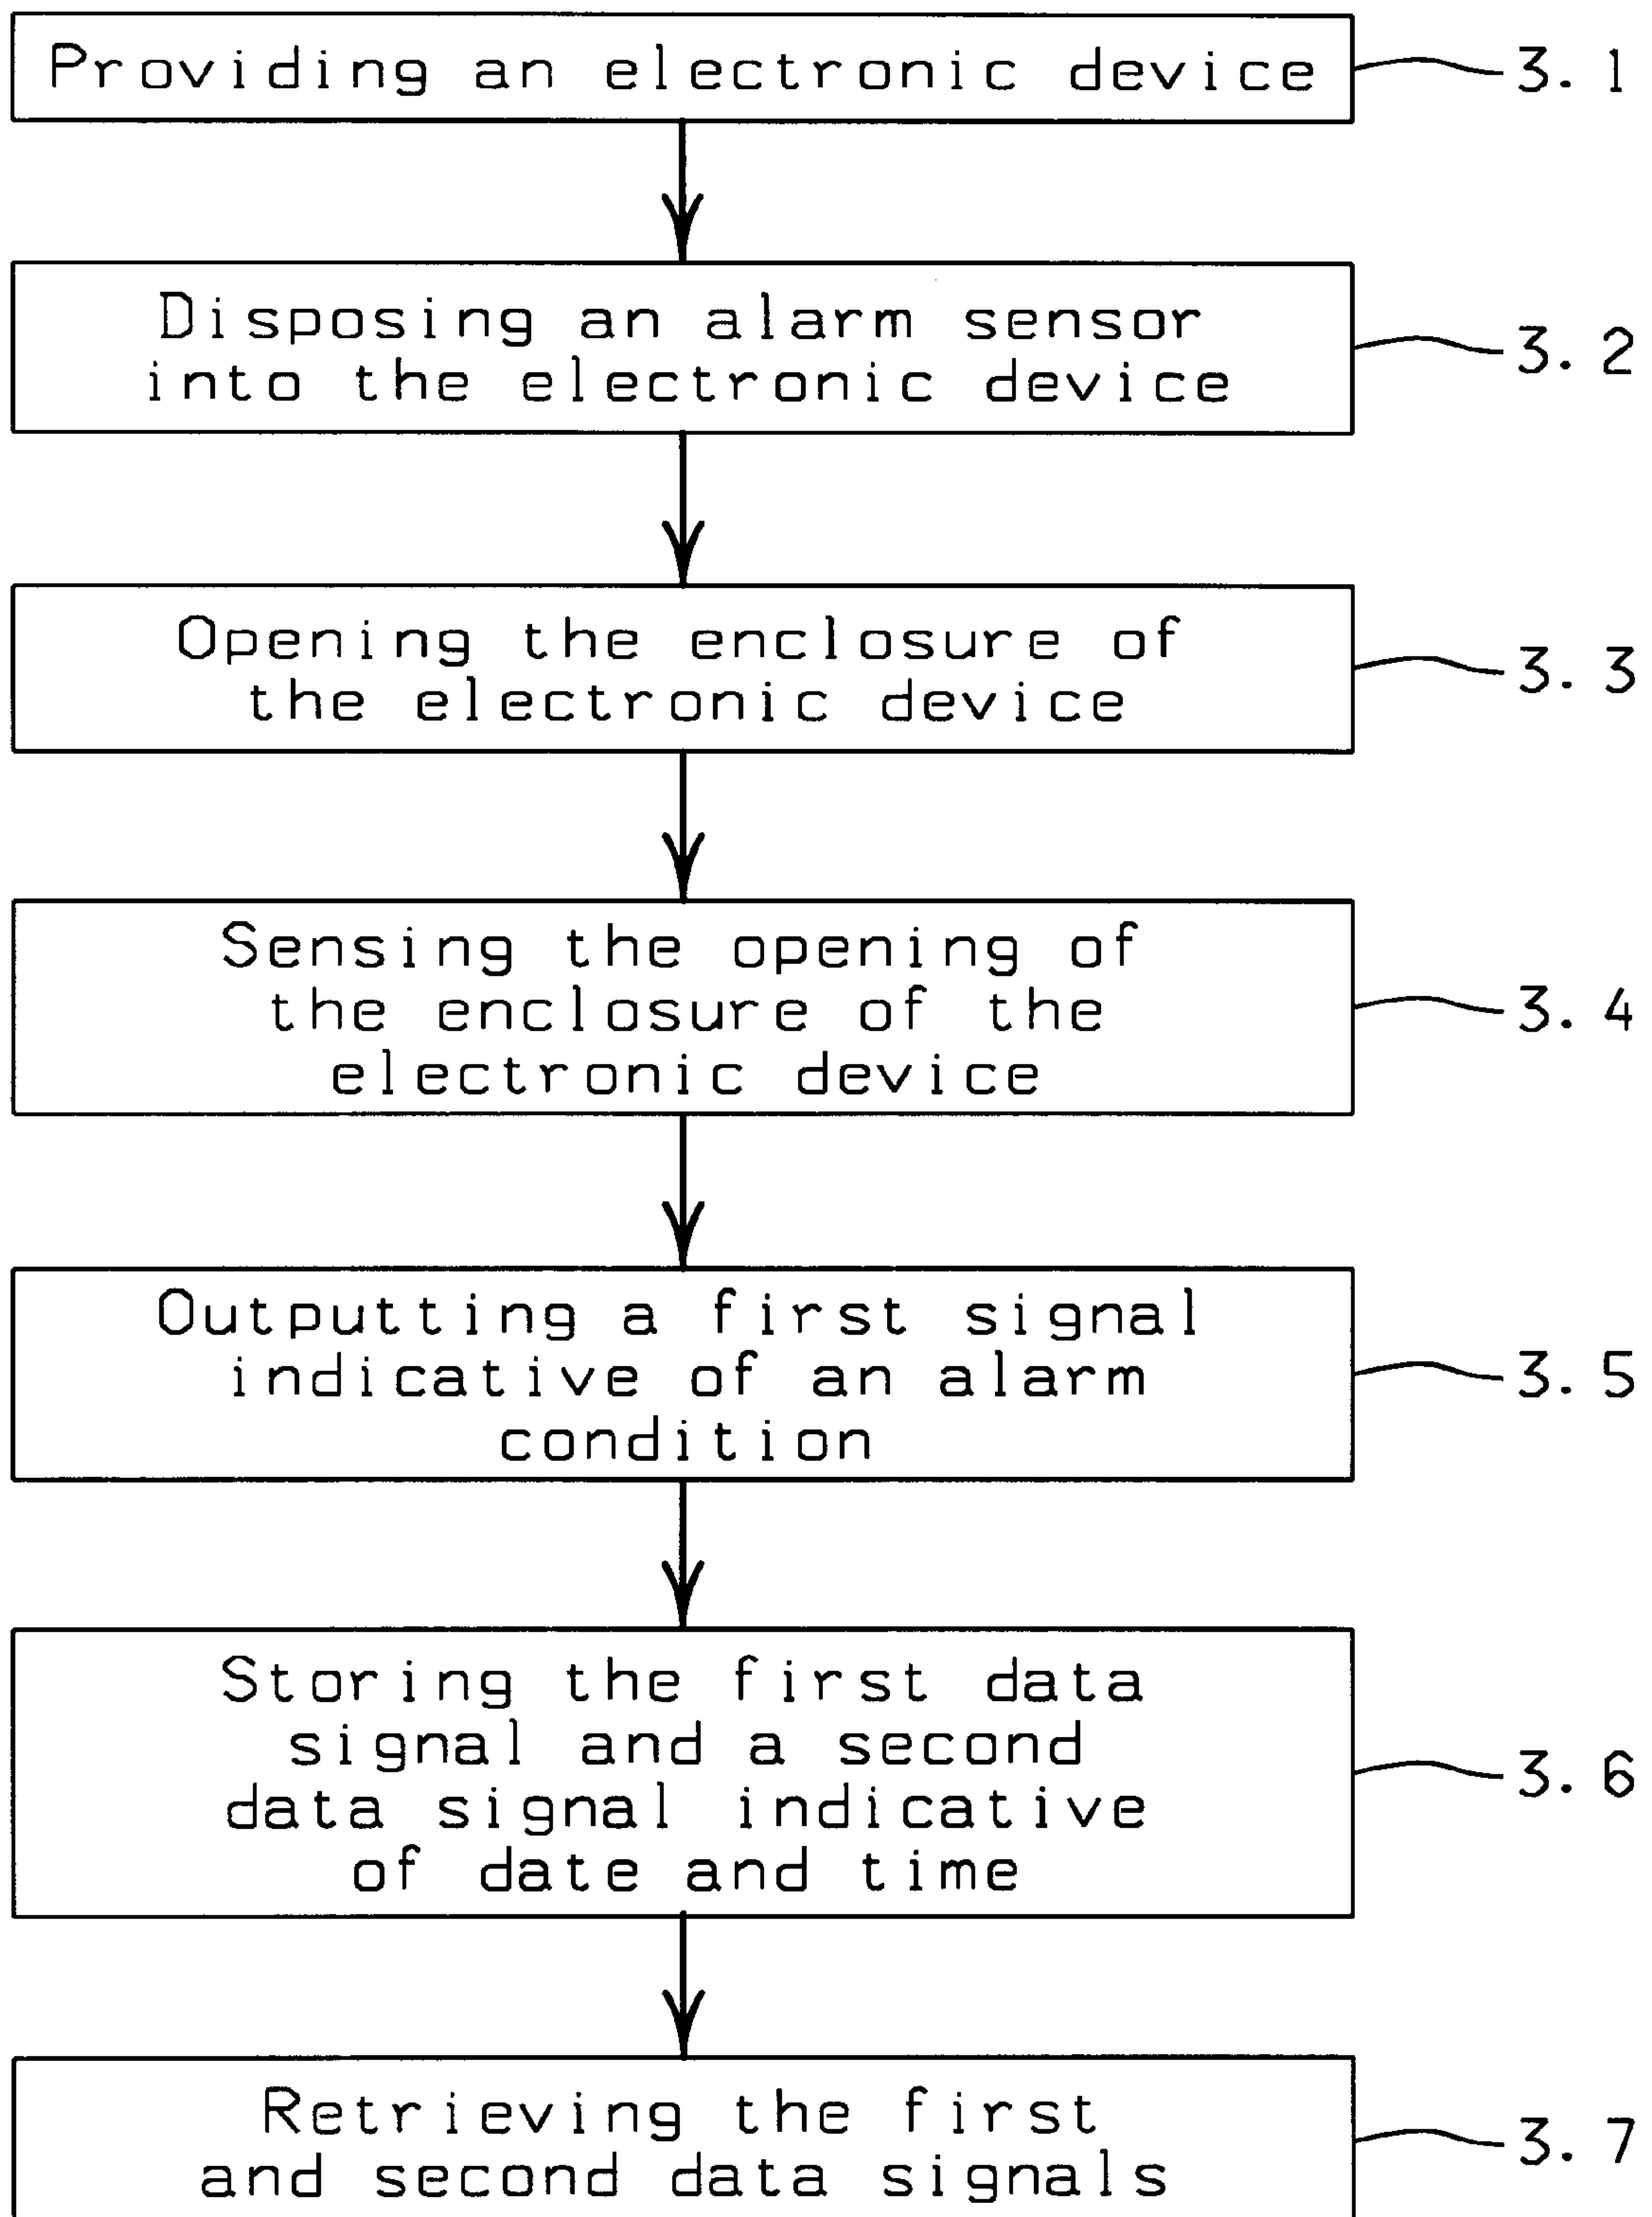 Providing an electronic device
3.1
Disposing an alarm sensor
into the electronic device
3.2
Opening the enclosure of
the electronic device
3.3
Sensing the opening of
the enclosure of the
electronic device
3.4
Outputting a first signal
indicative of an alarm
condition
3.5
Storing the first data
signal and a second
data signal indicative
of date and time
3.6
Retrieving the first
and second data signals
3.7